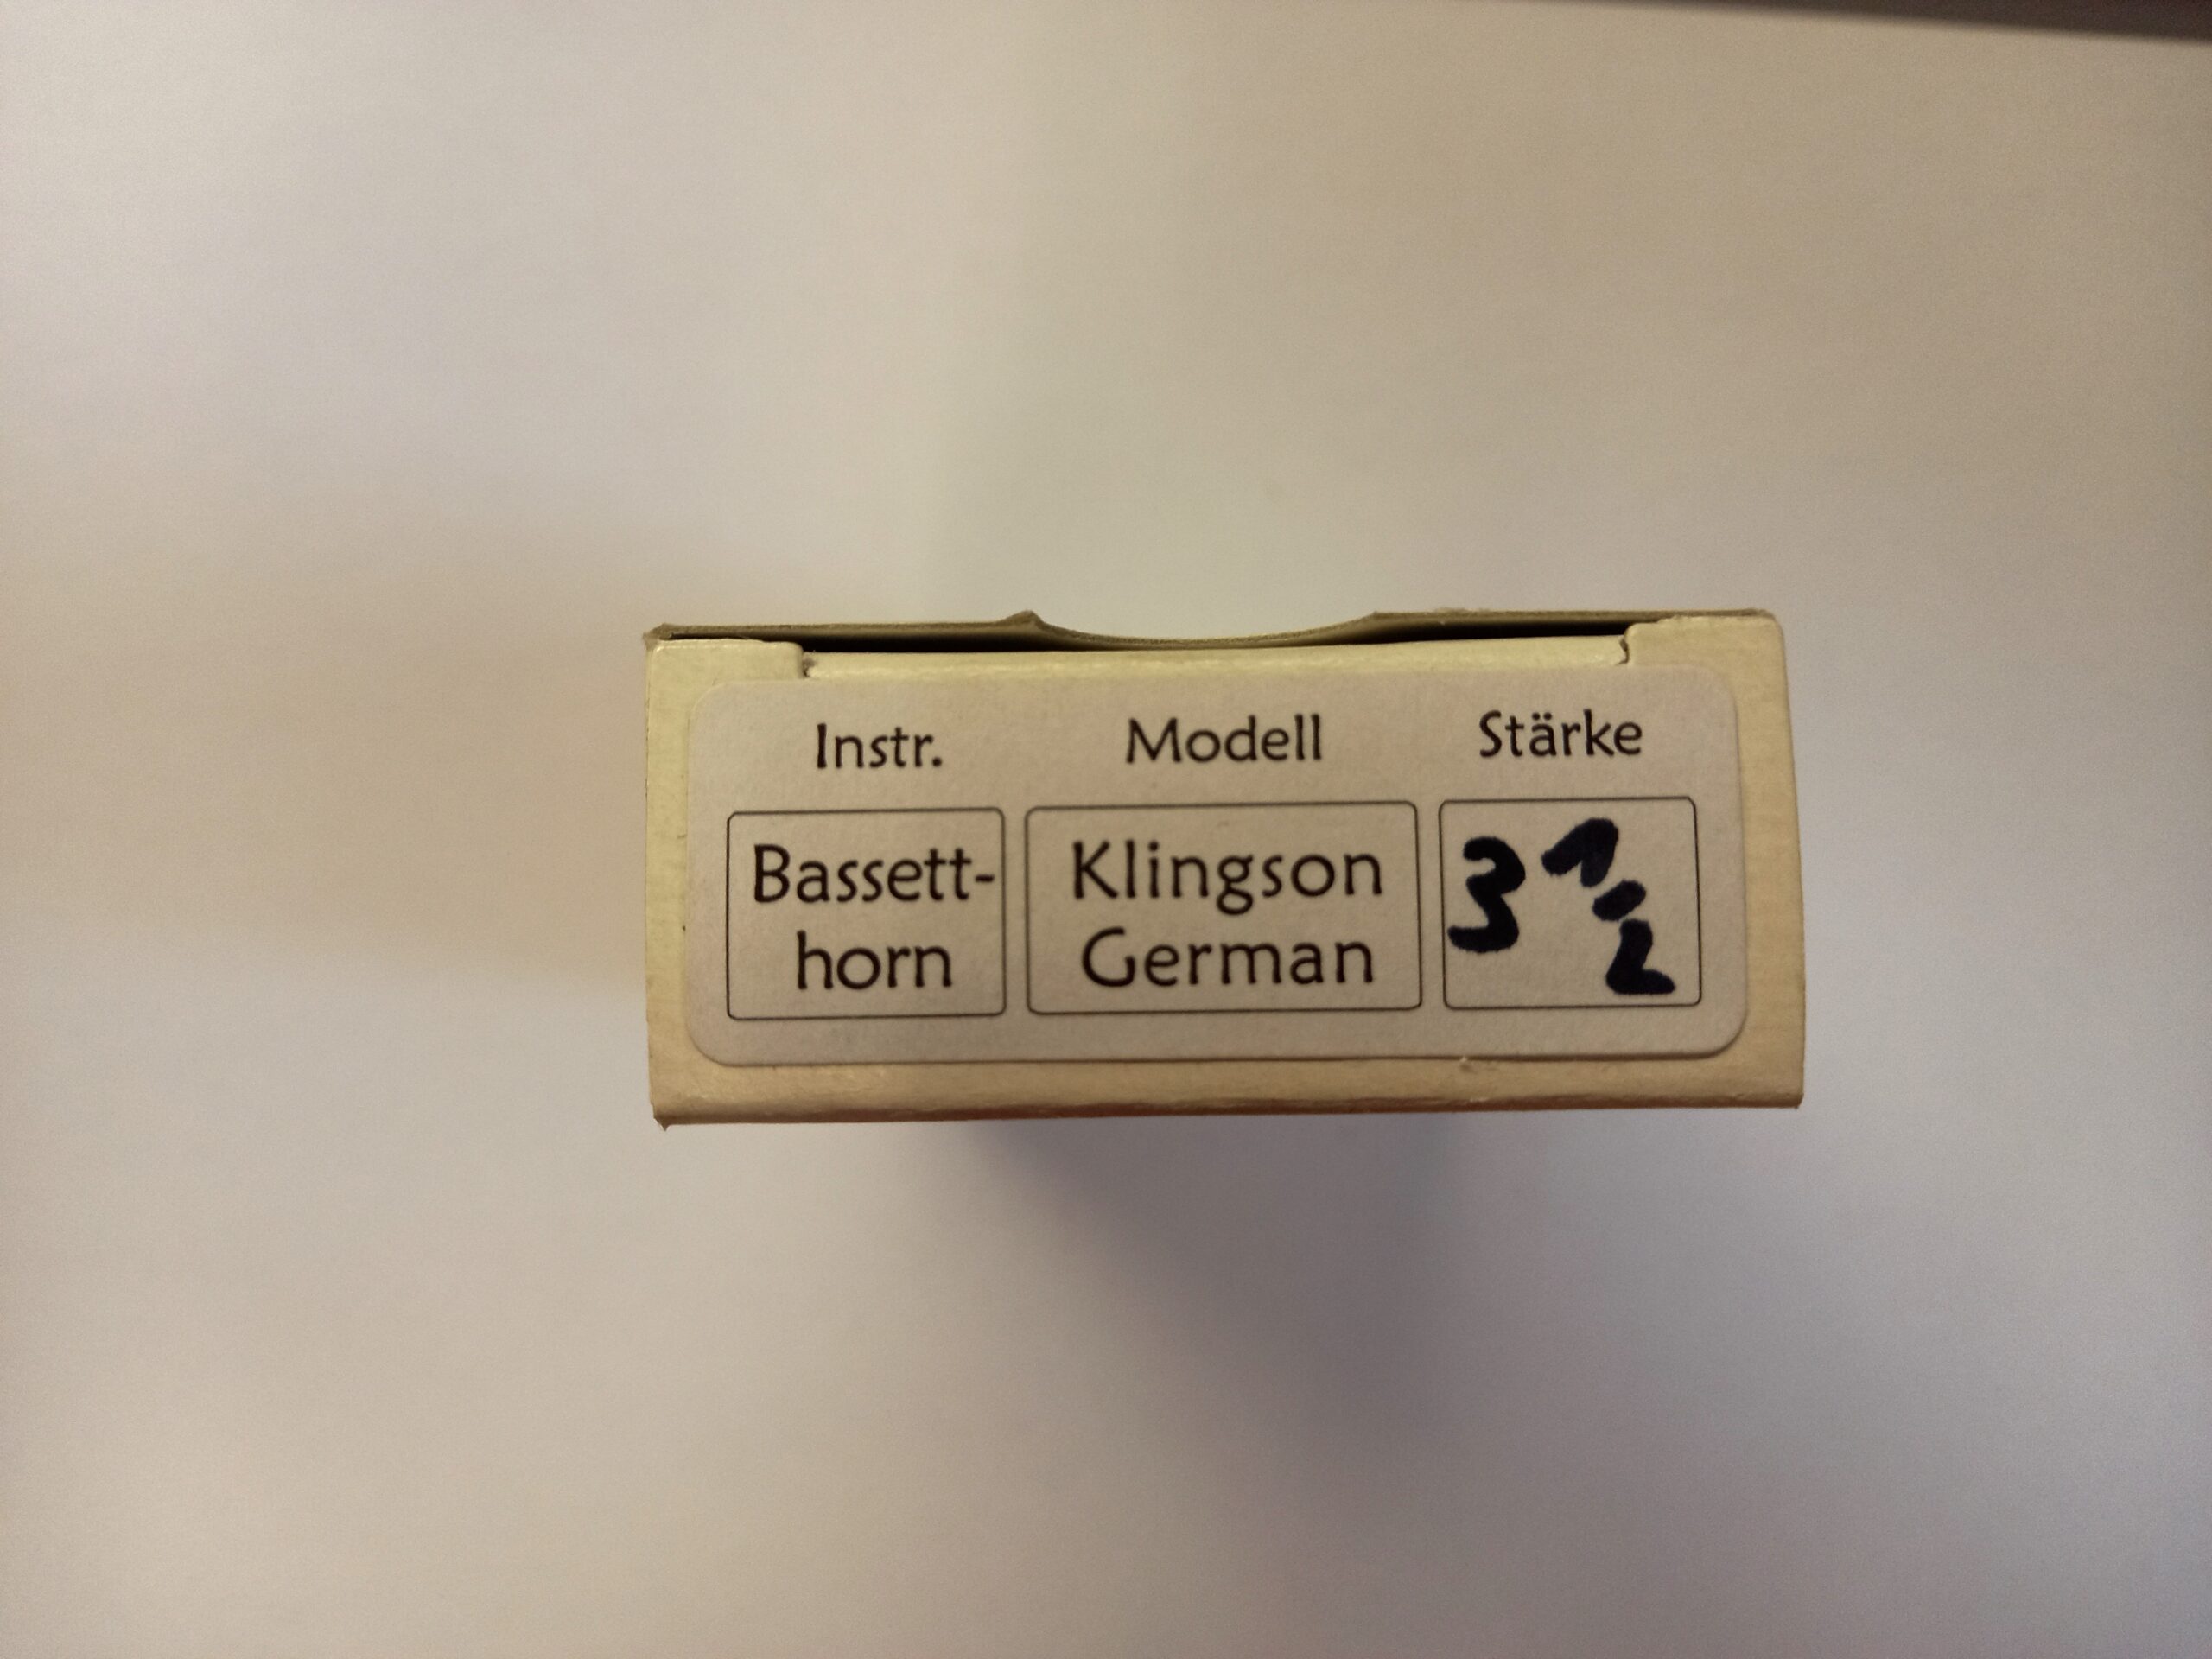 Instr. Modell Stärke
Bassett- Klingson 3 1/2
horn German